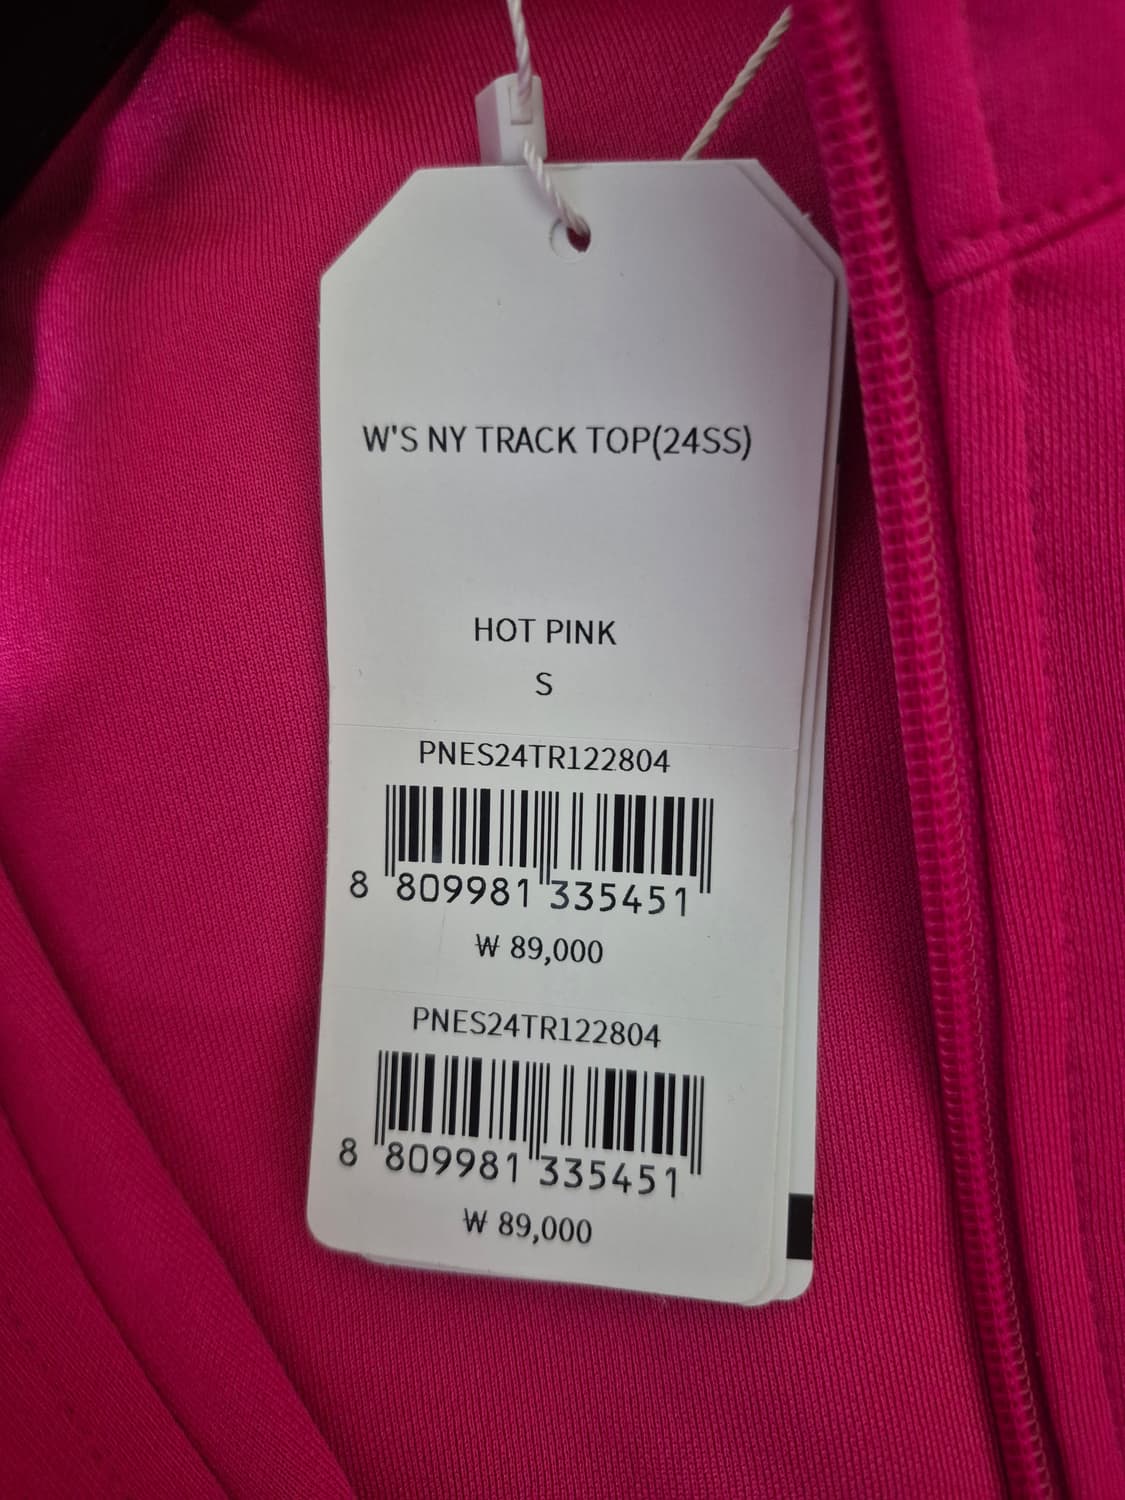 W'S NY TRACK TOP(24SS)
HOT PINK
S
PNES24TR122804
8 809981 335451
₩ 89,000
PNES24TR122804
8 809981 335451
₩ 89,000